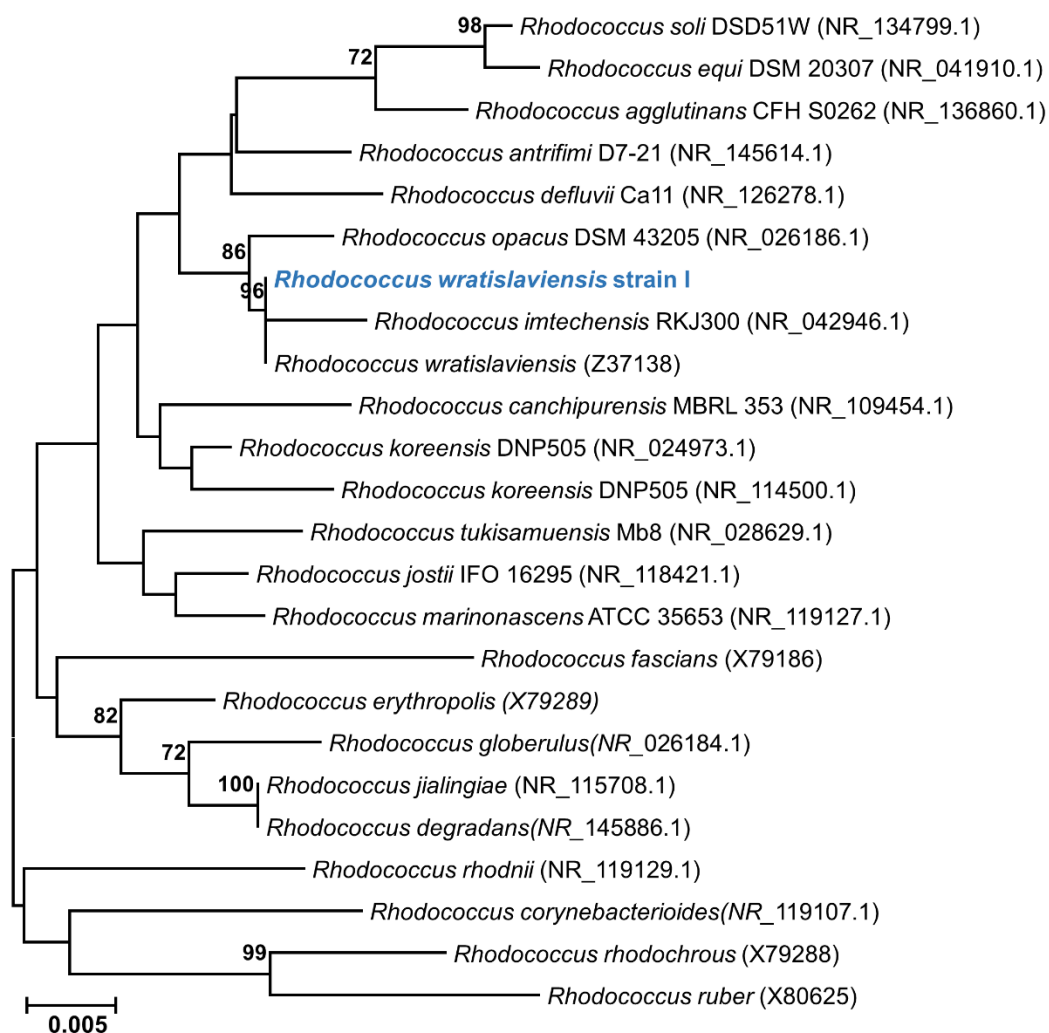 98
Rhodococcus soli DSD51W (NR_134799.1)
72
Rhodococcus equi DSM 20307 (NR_041910.1)
Rhodococcus agglutinans CFH S0262 (NR_136860.1)
Rhodococcus antrifimi D7-21 (NR_145614.1)
Rhodococcus defluvii Ca11 (NR_126278.1)
Rhodococcus opacus DSM 43205 (NR_026186.1)
86
Rhodococcus wratislaviensis strain I
96
Rhodococcus imtechensis RKJ300 (NR_042946.1)
Rhodococcus wratislaviensis (Z37138)
Rhodococcus canchipurensis MBRL 353 (NR_109454.1)
Rhodococcus koreensis DNP505 (NR_024973.1)
Rhodococcus koreensis DNP505 (NR_114500.1)
Rhodococcus tukisamuensis Mb8 (NR_028629.1)
Rhodococcus jostii IFO 16295 (NR_118421.1)
Rhodococcus marinonascens ATCC 35653 (NR_119127.1)
Rhodococcus fascians (X79186)
Rhodococcus erythropolis (X79289)
82
Rhodococcus globerulus(NR_026184.1)
72
Rhodococcus jialingiae (NR_115708.1)
100
Rhodococcus degradans(NR_145886.1)
Rhodococcus rhodnii (NR_119129.1)
Rhodococcus corynebacterioides(NR_119107.1)
Rhodococcus rhodochrous (X79288)
99
Rhodococcus ruber (X80625)
0.005